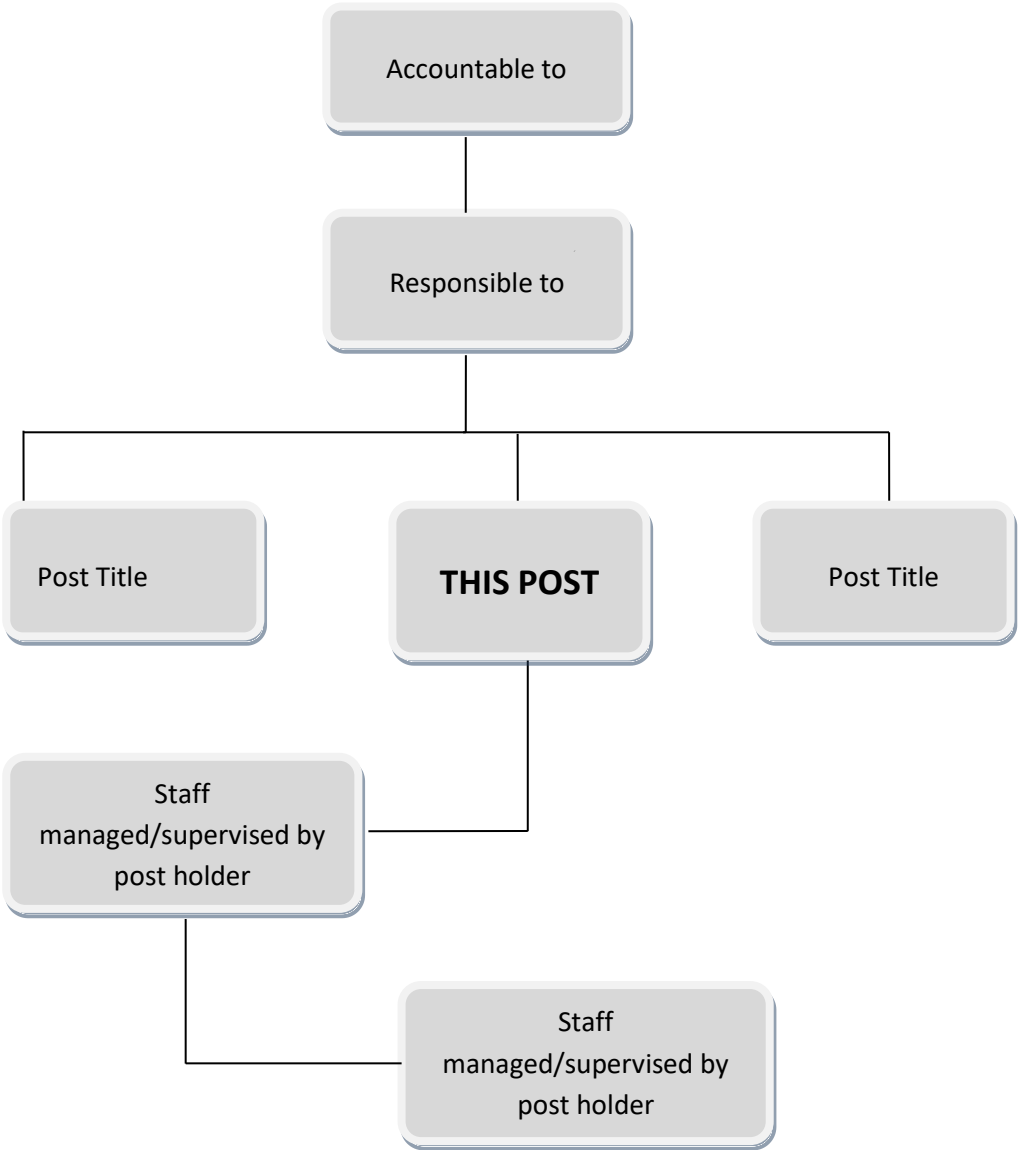 Accountable to
Responsible to
Post Title
THIS POST
Post Title
Staff
managed/supervised by
post holder
Staff
managed/supervised by
post holder